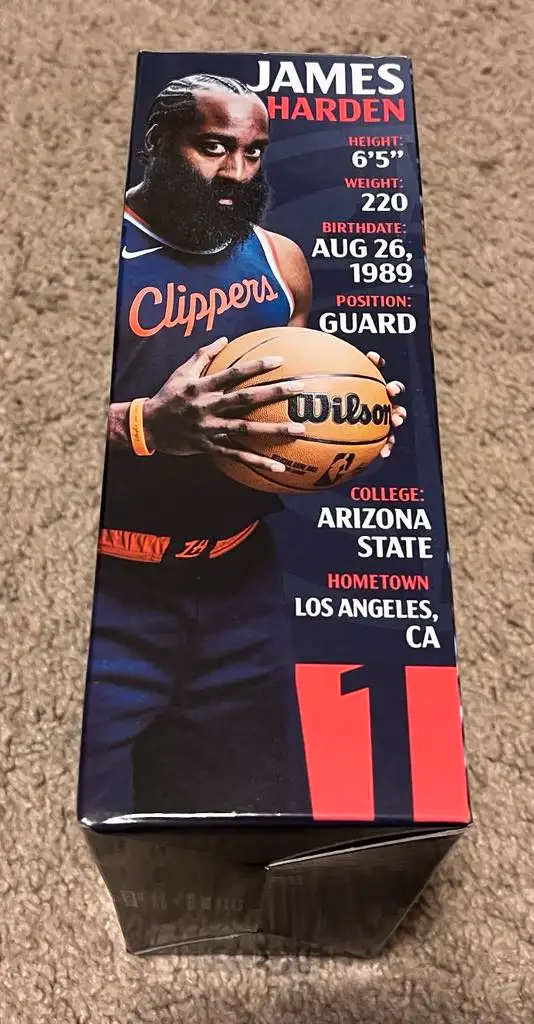 JAMES
HARDEN
HEIGHT:
6'5"
WEIGHT:
220
BIRTHDATE:
AUG 26,
1989
POSITION:
GUARD
Clippers
Wilson
COLLEGE:
ARIZONA
STATE
HOMETOWN
LOS ANGELES,
CA
1